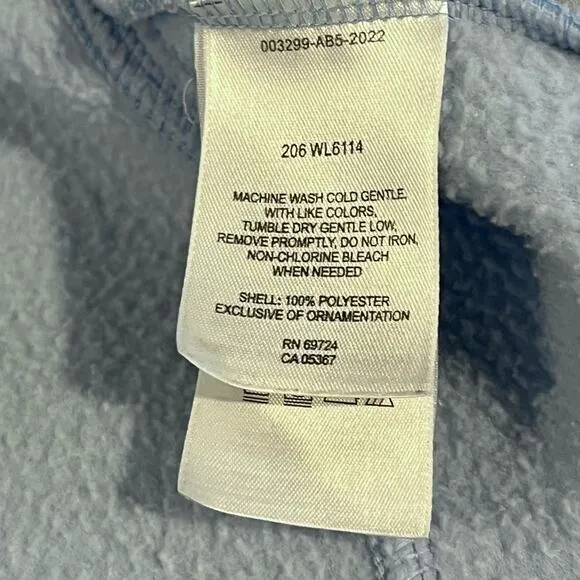 003299-AB5-2022
206 WL6114
MACHINE WASH COLD GENTLE,
WITH LIKE COLORS,
TUMBLE DRY GENTLE LOW,
REMOVE PROMPTLY, DO NOT IRON,
NON-CHLORINE BLEACH
WHEN NEEDED
SHELL: 100% POLYESTER
EXCLUSIVE OF ORNAMENTATION
RN 69724
CA 05367